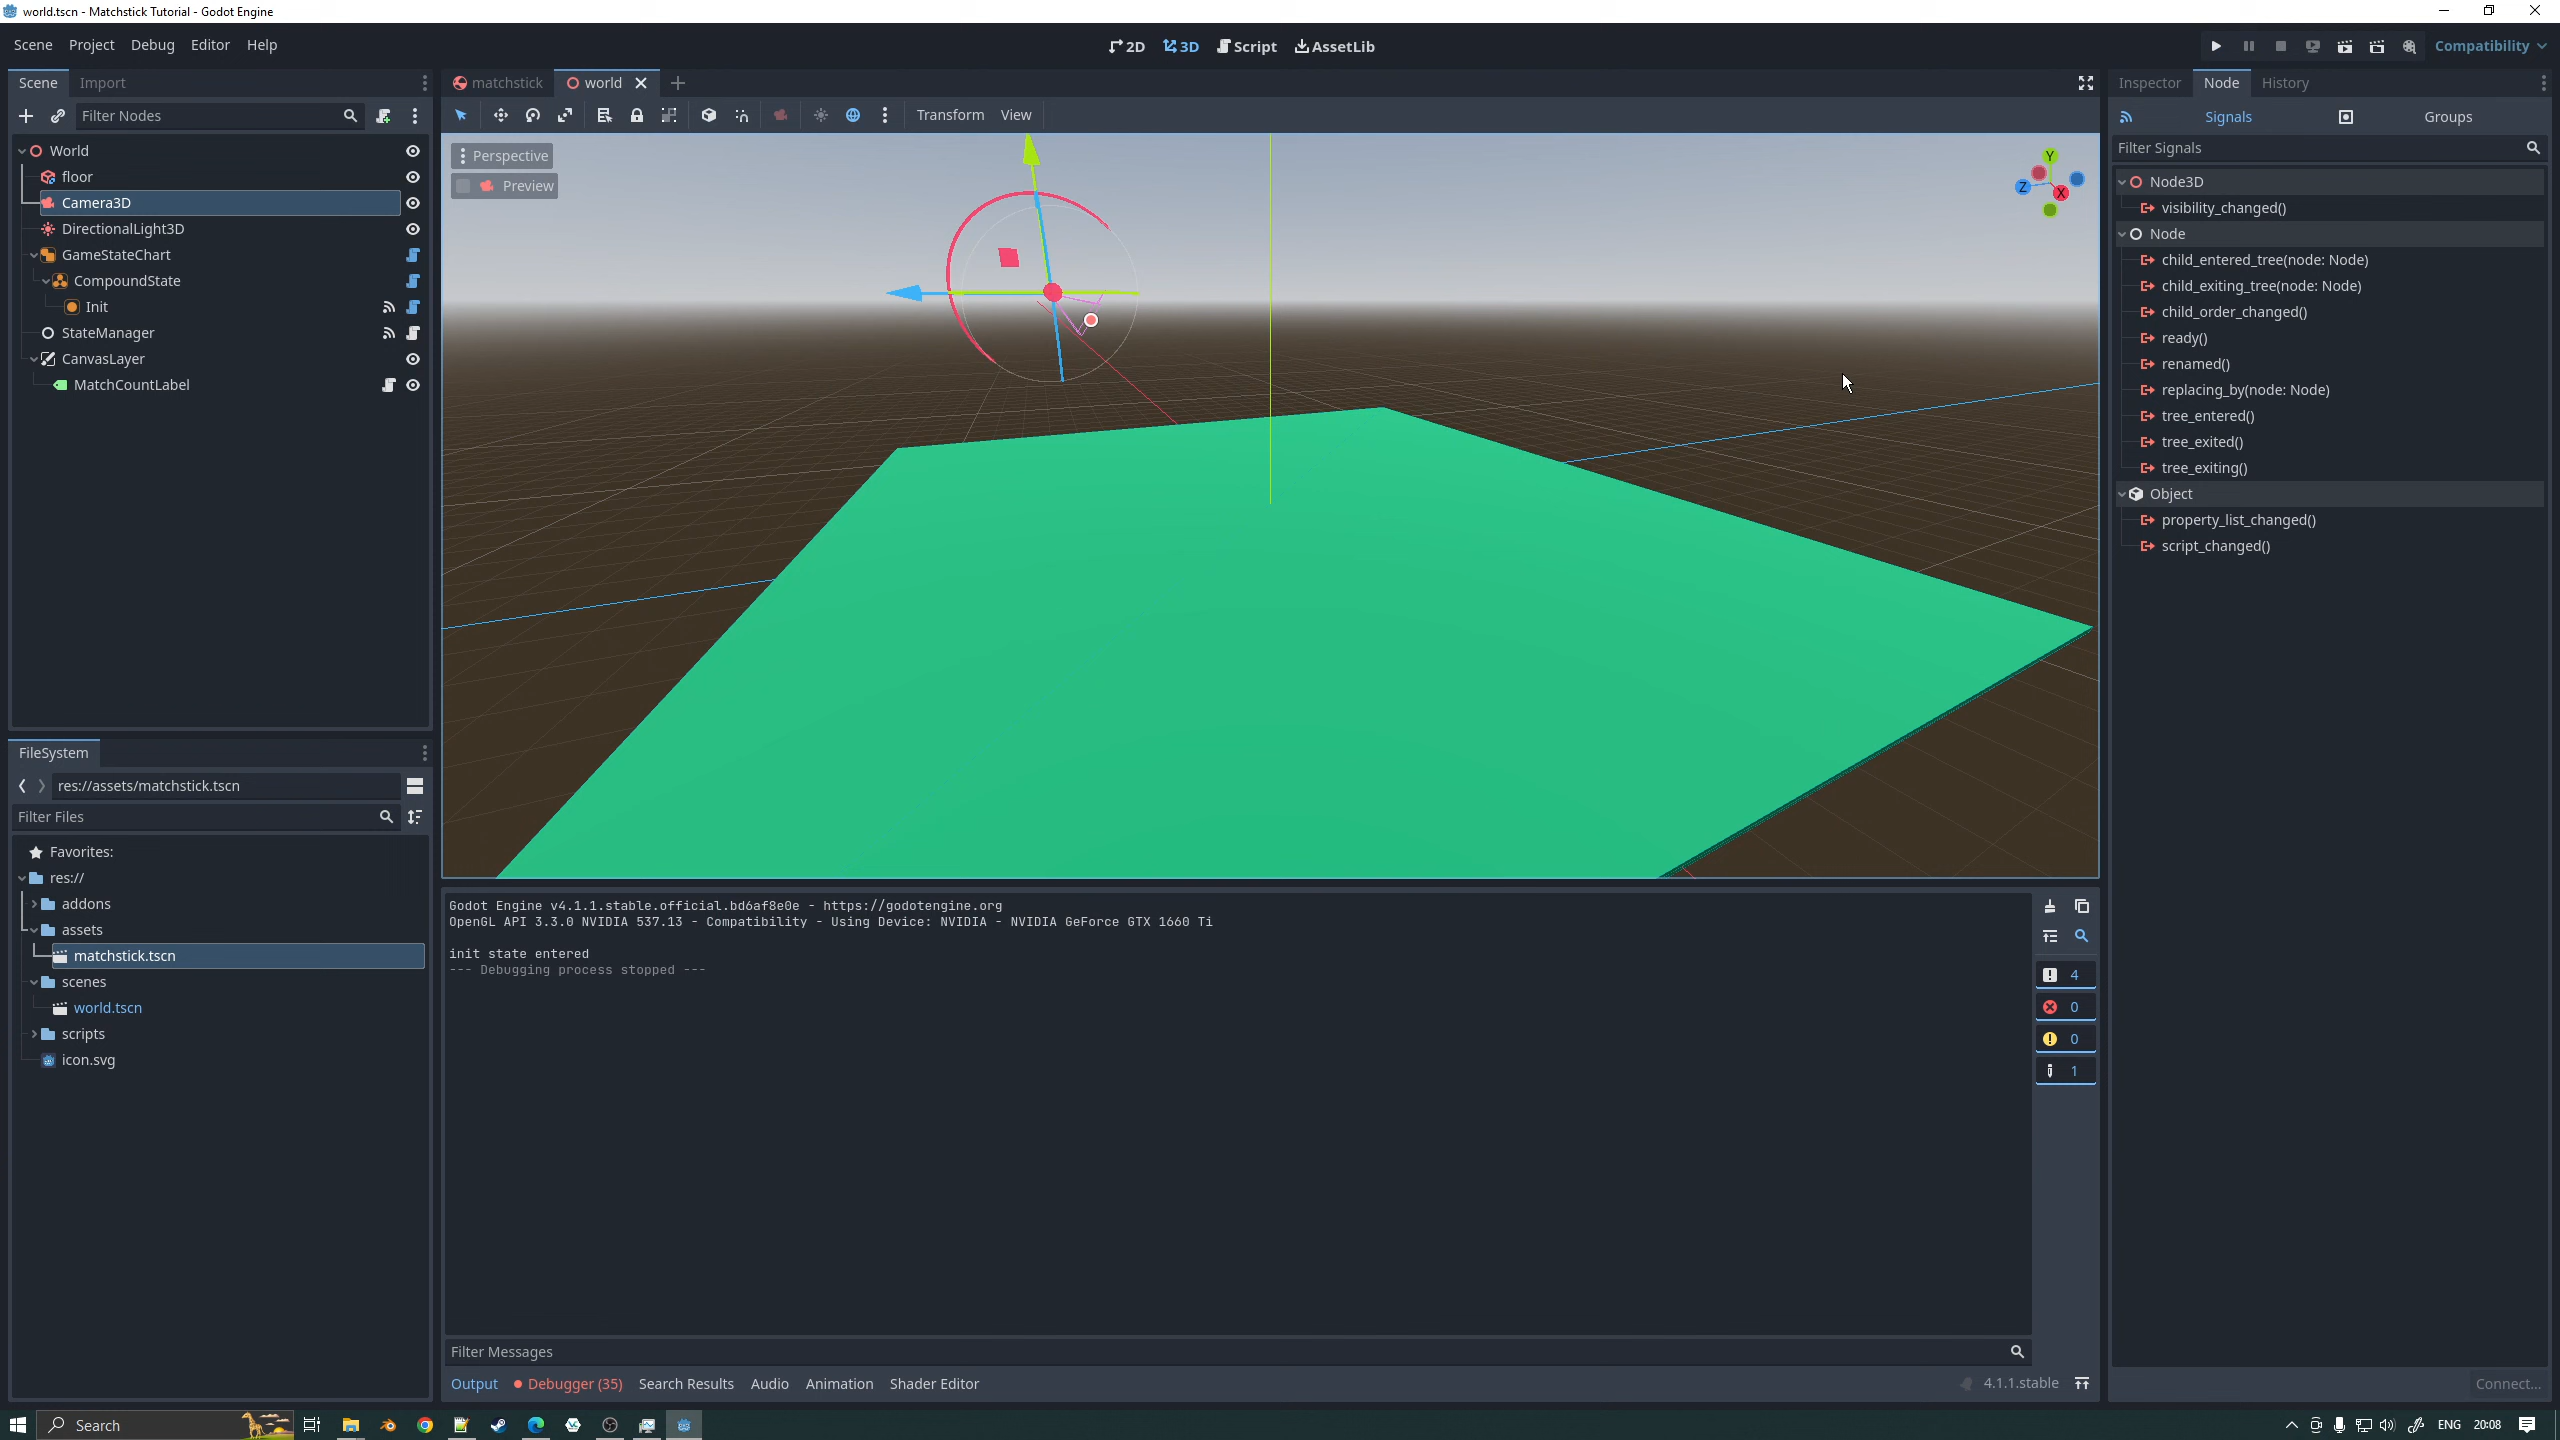 world.tscn - Matchstick Tutorial - Godot Engine
Scene Project Debug Editor Help
2D 3D Script AssetLib
Compatibility
Scene Import
matchstick world
Inspector Node History
Filter Nodes
Transform View
Signals Groups
Filter Signals
World
floor
Camera3D
DirectionalLight3D
GameStateChart
CompoundState
Init
StateManager
CanvasLayer
MatchCountLabel
Perspective
Preview
Y
Z
X
Node3D
visibility_changed()
Node
child_entered_tree(node: Node)
child_exiting_tree(node: Node)
child_order_changed()
ready()
renamed()
replacing_by(node: Node)
tree_entered()
tree_exited()
tree_exiting()
Object
property_list_changed()
script_changed()
FileSystem
res://assets/matchstick.tscn
Filter Files
Favorites:
res://
addons
assets
matchstick.tscn
scenes
world.tscn
scripts
icon.svg
Godot Engine v4.1.1.stable.official.bd6af8e0e - https://godotengine.org
OpenGL API 3.3.0 NVIDIA 537.13 - Compatibility - Using Device: NVIDIA - NVIDIA GeForce GTX 1660 Ti
init state entered
--- Debugging process stopped ---
4
0
0
1
Filter Messages
Output Debugger (35) Search Results Audio Animation Shader Editor
4.1.1.stable
Connect...
Search
ENG 20:08